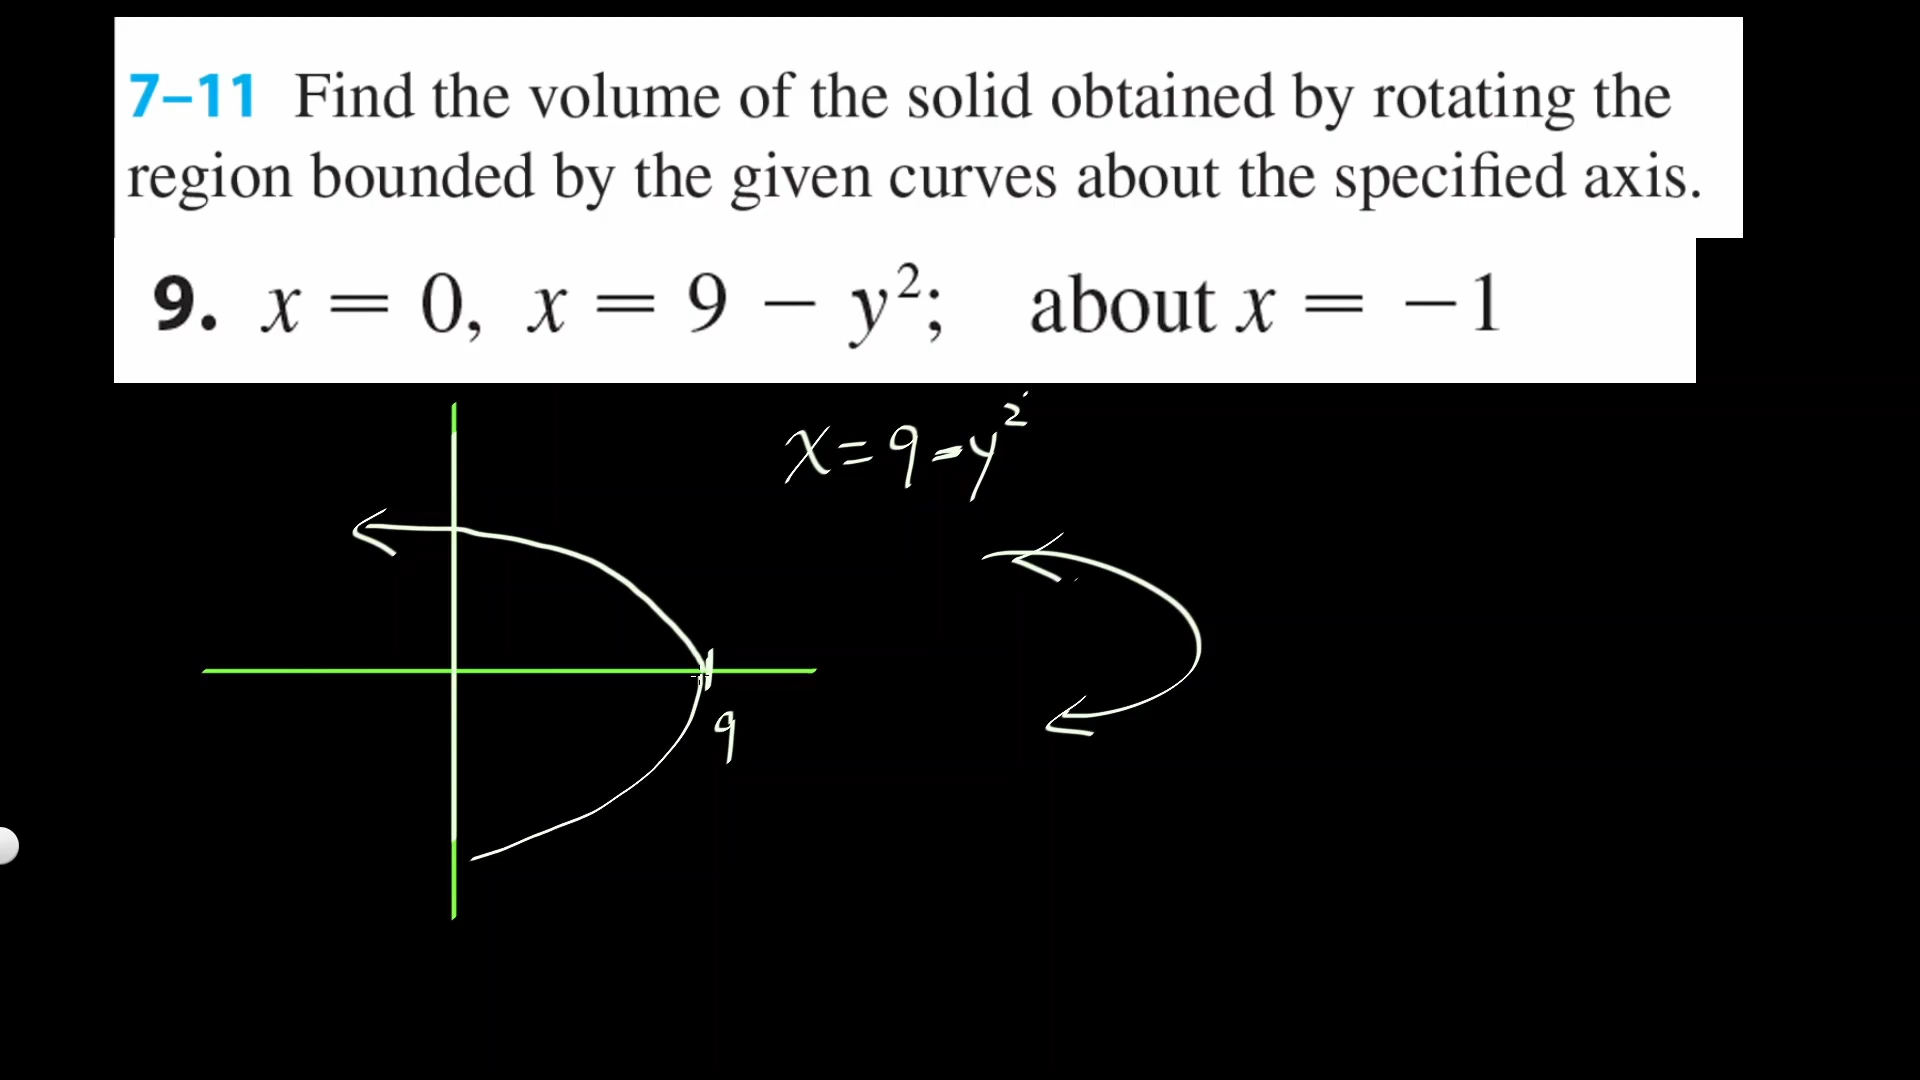 7–11 Find the volume of the solid obtained by rotating the
region bounded by the given curves about the specified axis.
9. x = 0, x = 9 − y²; about x = −1
x = 9 - y²
9